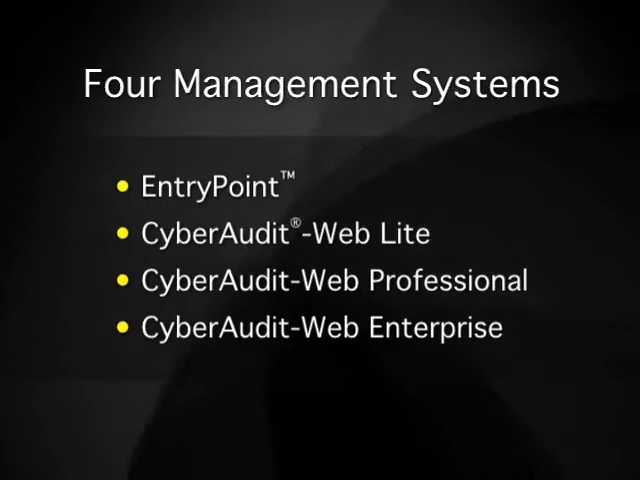 Four Management Systems
• EntryPoint™
• CyberAudit®-Web Lite
• CyberAudit-Web Professional
• CyberAudit-Web Enterprise